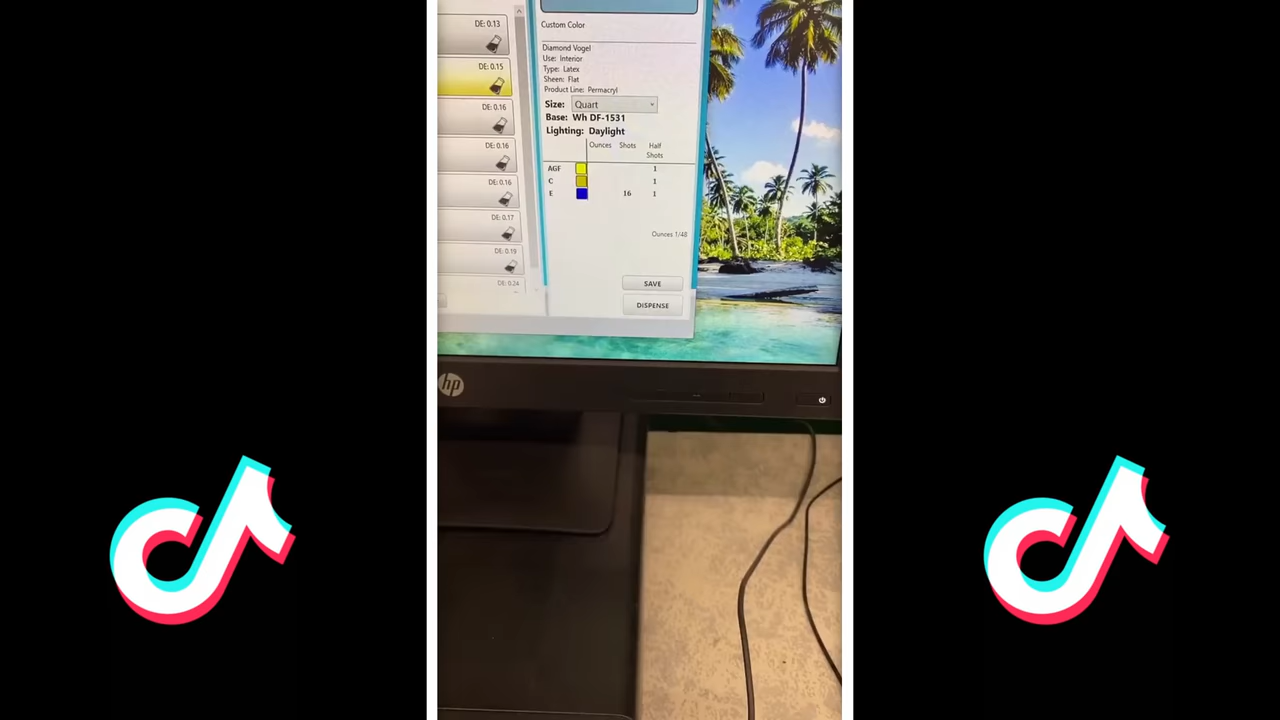 DE: 0.13
DE: 0.15
DE: 0.16
DE: 0.16
DE: 0.16
DE: 0.17
DE: 0.19
DE: 0.24
Custom Color
Diamond Vogel
Use: Interior
Type: Latex
Sheen: Flat
Product Line: Permacryl
Size: Quart
Base: Wh DF-1531
Lighting: Daylight
Ounces Shots Half
Shots
AGF 1
C 1
E 16 1
Ounces 1/48
SAVE
DISPENSE
hp